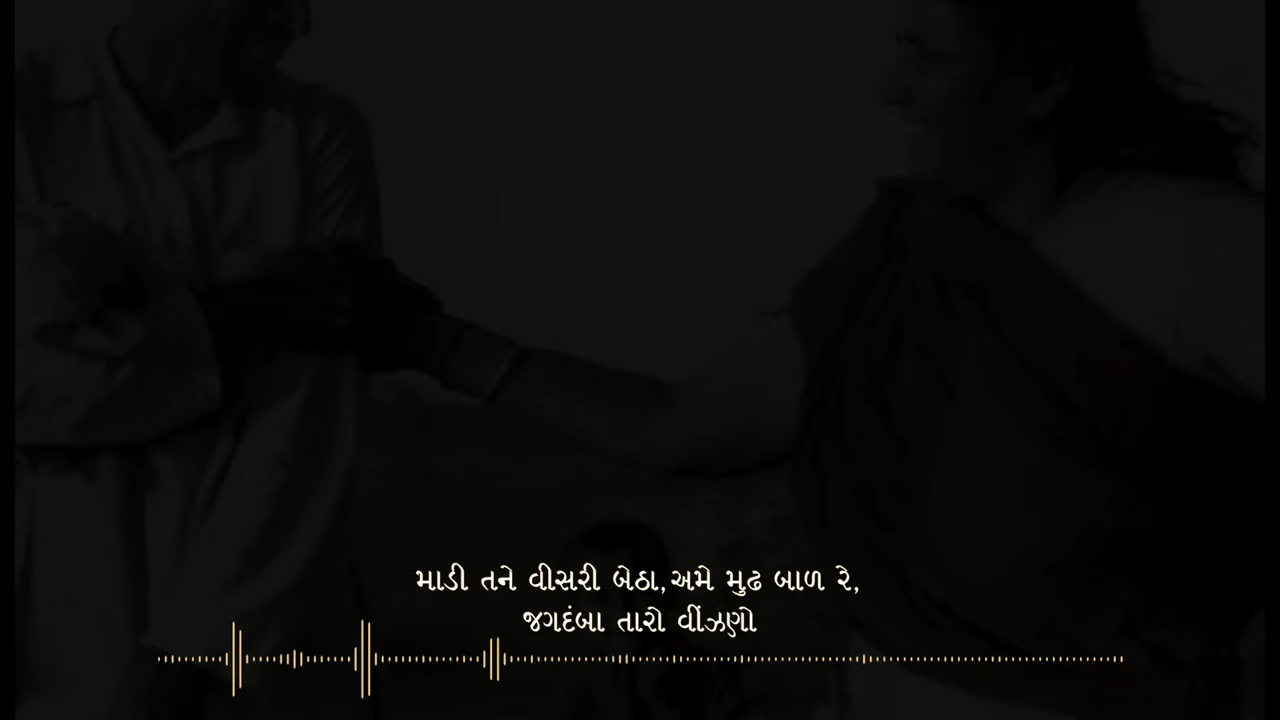 માડી તને વીસરી બેઠા,અમે મુઢ બાળ રે,
જગદંબા તારો વીંઝણો